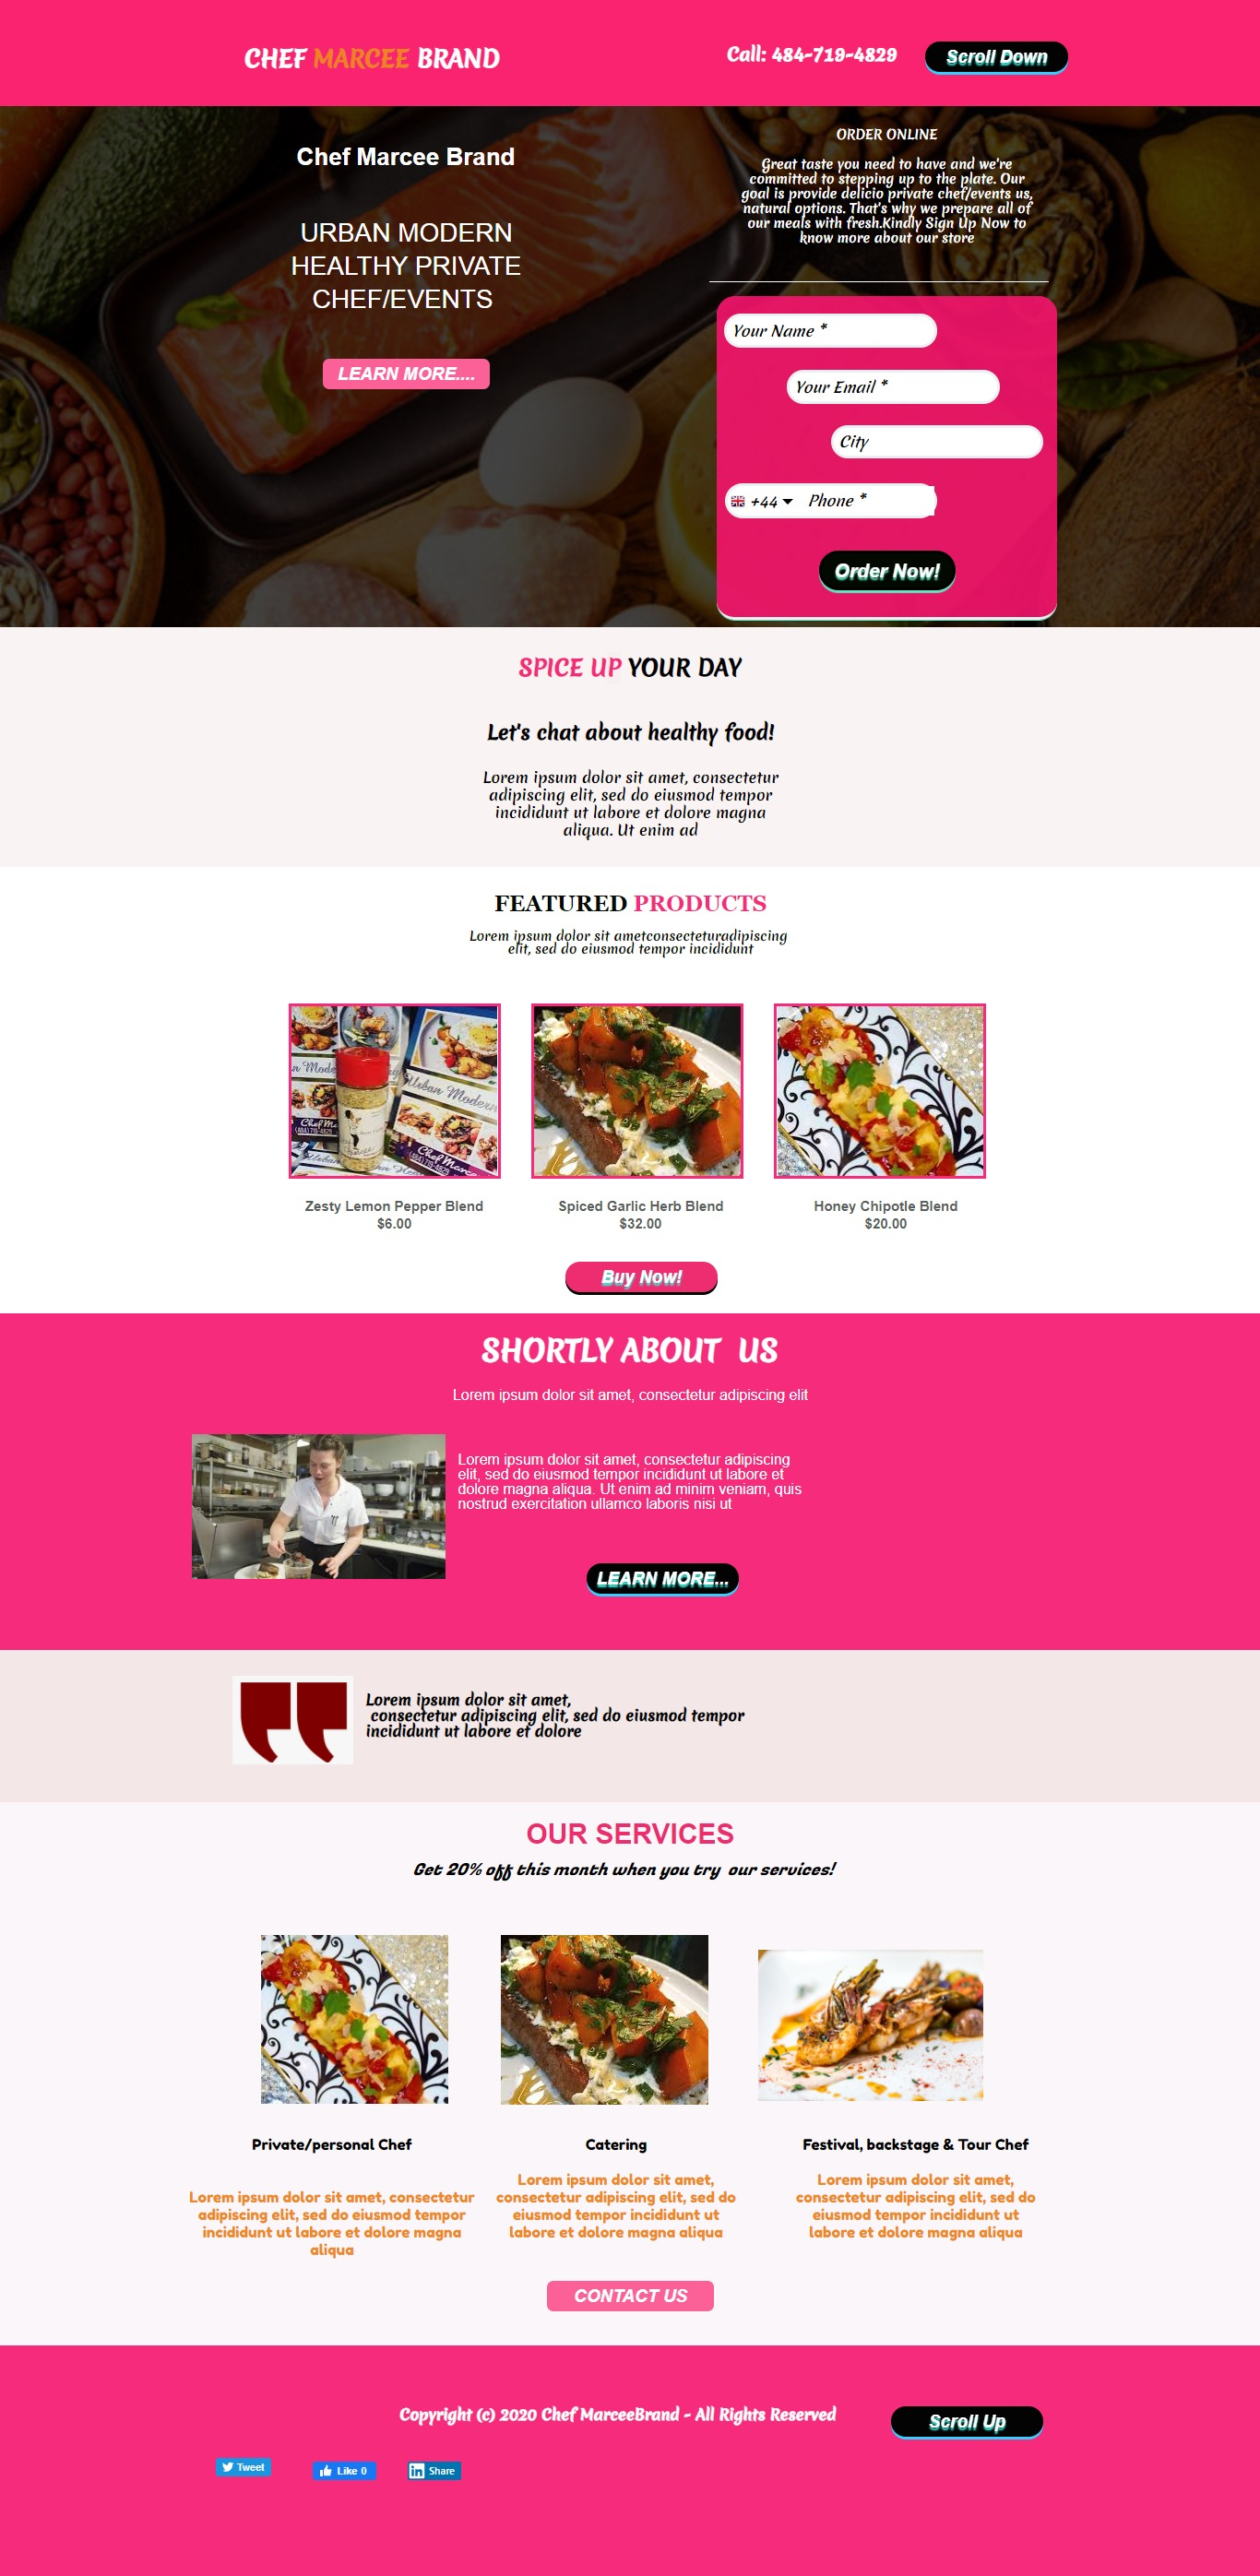 CHEF MARCEE BRAND
Call: 484-719-4829
Scroll Down
Chef Marcee Brand
URBAN MODERN
HEALTHY PRIVATE
CHEF/EVENTS
LEARN MORE....
ORDER ONLINE
Great taste you need to have and we're
committed to stepping up to the plate. Our
goal is provide delicio private chef/events us,
natural options. That's why we prepare all of
our meals with fresh.Kindly Sign Up Now to
know more about our store
Your Name *
Your Email *
City
+44 Phone *
Order Now!
SPICE UP YOUR DAY
Let's chat about healthy food!
Lorem ipsum dolor sit amet, consectetur
adipiscing elit, sed do eiusmod tempor
incididunt ut labore et dolore magna
aliqua. Ut enim ad
FEATURED PRODUCTS
Lorem ipsum dolor sit ametconsecteturadipiscing
elit, sed do eiusmod tempor incididunt
Urban Modern
Zesty Lemon Pepper Blend
$6.00
Spiced Garlic Herb Blend
$32.00
Honey Chipotle Blend
$20.00
Buy Now!
SHORTLY ABOUT  US
Lorem ipsum dolor sit amet, consectetur adipiscing elit
Lorem ipsum dolor sit amet, consectetur adipiscing
elit, sed do eiusmod tempor incididunt ut labore et
dolore magna aliqua. Ut enim ad minim veniam, quis
nostrud exercitation ullamco laboris nisi ut
LEARN MORE...
Lorem ipsum dolor sit amet,
consectetur adipiscing elit, sed do eiusmod tempor
incididunt ut labore et dolore
OUR SERVICES
Get 20% off this month when you try  our services!
Private/personal Chef
Lorem ipsum dolor sit amet, consectetur
adipiscing elit, sed do eiusmod tempor
incididunt ut labore et dolore magna
aliqua
Catering
Lorem ipsum dolor sit amet,
consectetur adipiscing elit, sed do
eiusmod tempor incididunt ut
labore et dolore magna aliqua
Festival, backstage & Tour Chef
Lorem ipsum dolor sit amet,
consectetur adipiscing elit, sed do
eiusmod tempor incididunt ut
labore et dolore magna aliqua
CONTACT US
Copyright (c) 2020 Chef MarceeBrand - All Rights Reserved
Scroll Up
Tweet
Like 0
Share